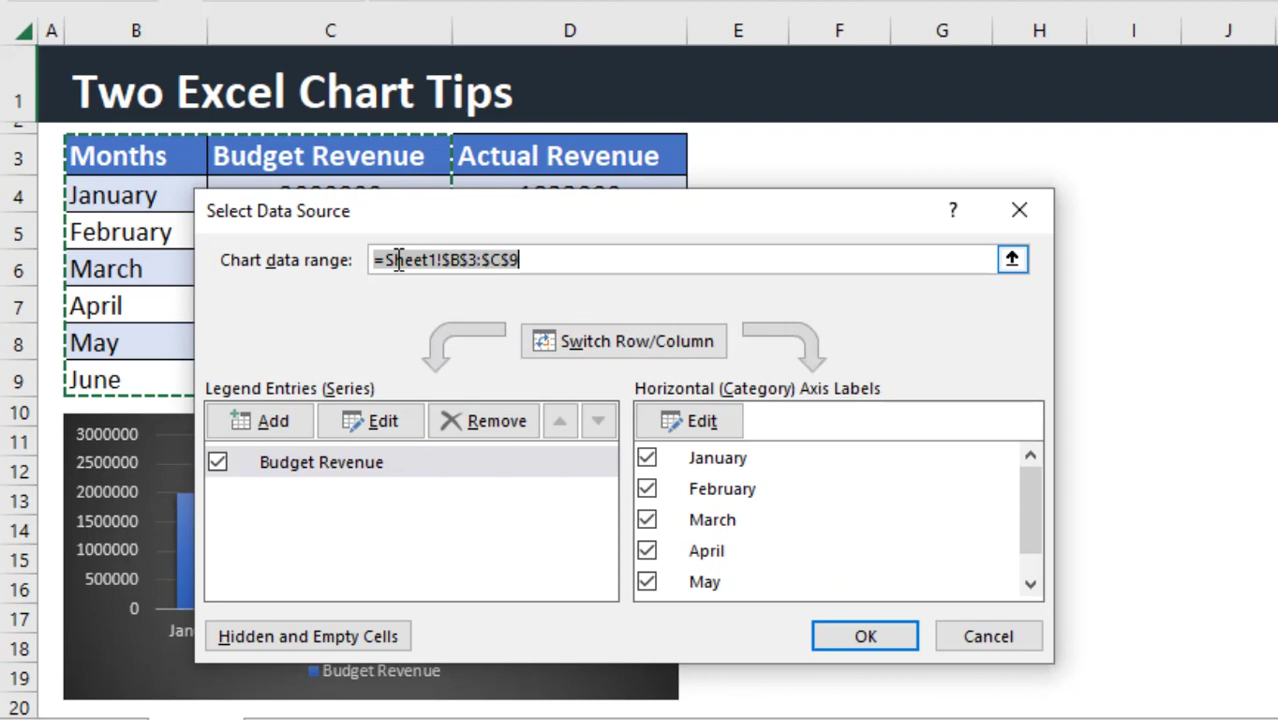 A B C D E F G H I J
1 Two Excel Chart Tips
2
3 Months Budget Revenue Actual Revenue
4 January
5 February
6 March
7 April
8 May
9 June
10
11
12
13
14
15
16
17
18
19
20
Select Data Source ?
Chart data range: =Sheet1!$B$3:$C$9
Switch Row/Column
Legend Entries (Series)
Add Edit Remove
Budget Revenue
Horizontal (Category) Axis Labels
Edit
January
February
March
April
May
Hidden and Empty Cells OK Cancel
3000000
2500000
2000000
1500000
1000000
500000
0
Budget Revenue